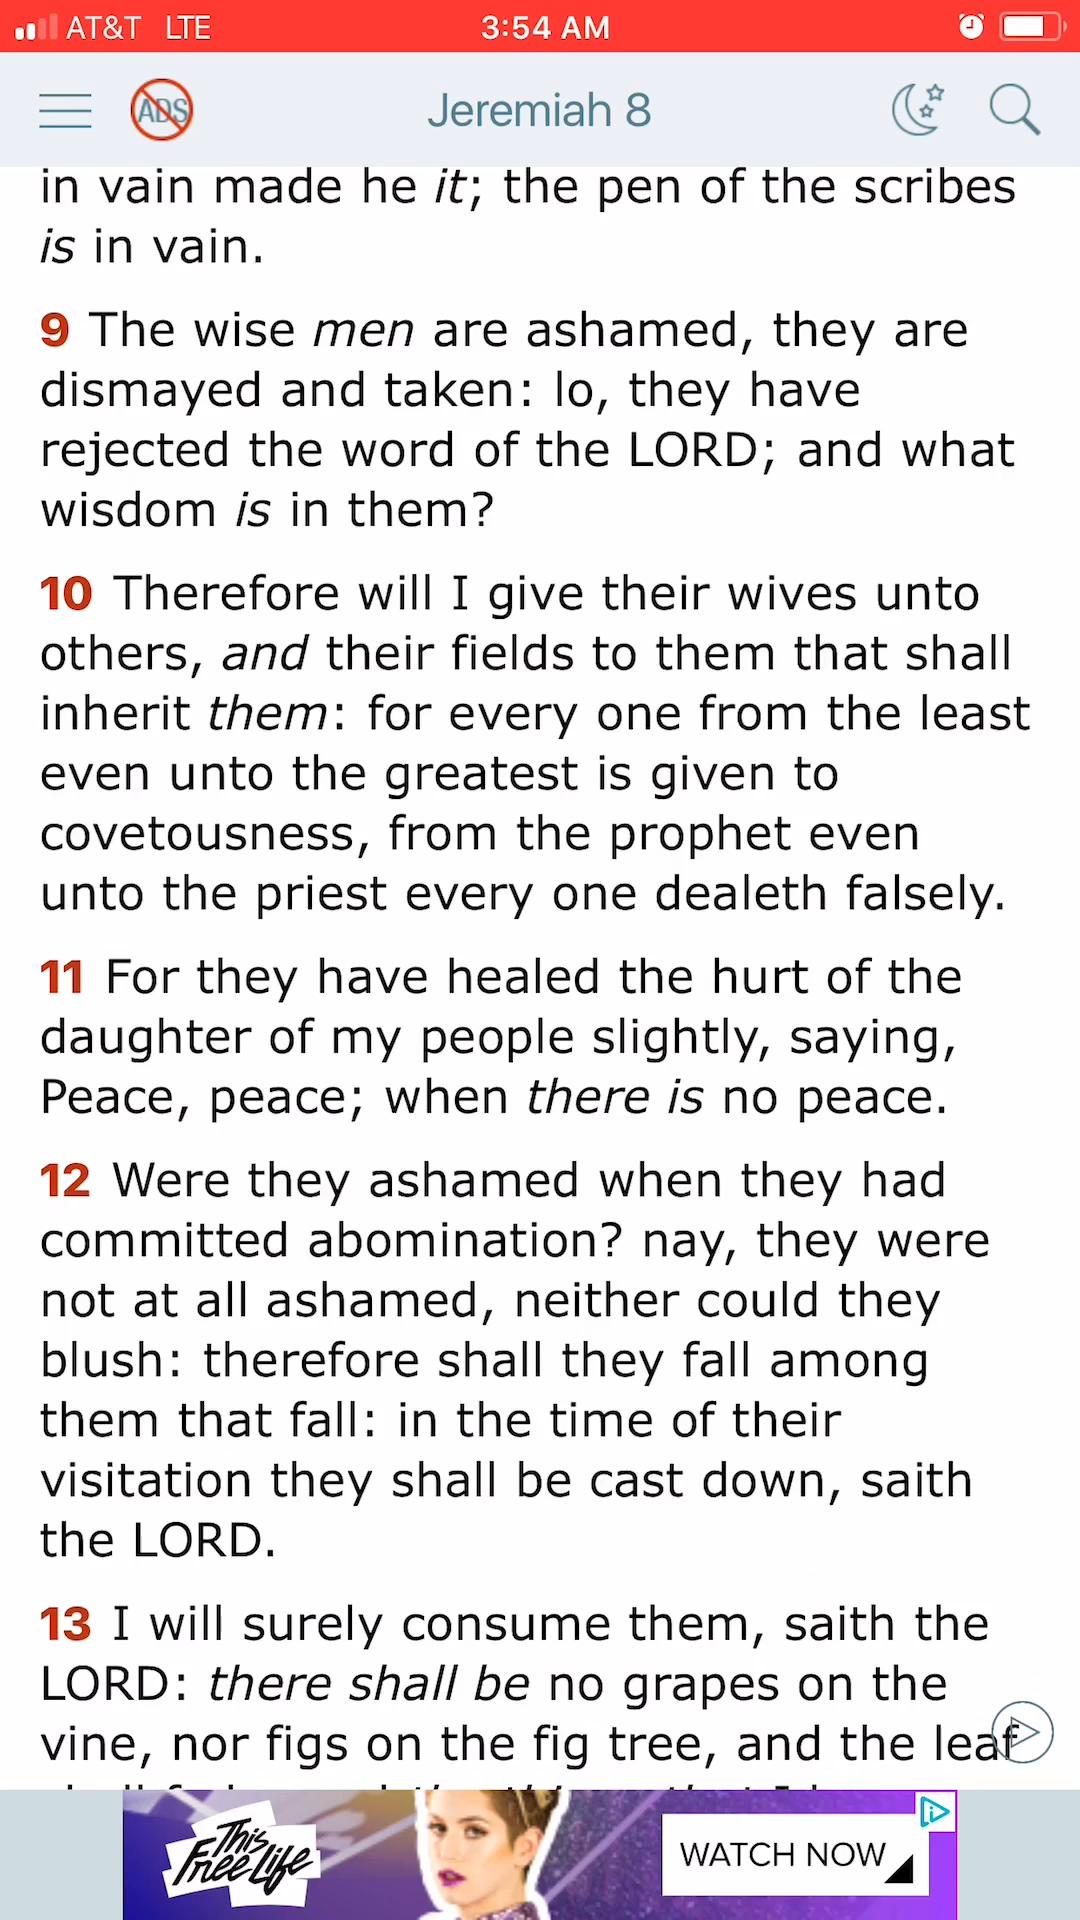 AT&T LTE 3:54 AM
ADS Jeremiah 8
in vain made he it; the pen of the scribes
is in vain.
9 The wise men are ashamed, they are
dismayed and taken: lo, they have
rejected the word of the LORD; and what
wisdom is in them?
10 Therefore will I give their wives unto
others, and their fields to them that shall
inherit them: for every one from the least
even unto the greatest is given to
covetousness, from the prophet even
unto the priest every one dealeth falsely.
11 For they have healed the hurt of the
daughter of my people slightly, saying,
Peace, peace; when there is no peace.
12 Were they ashamed when they had
committed abomination? nay, they were
not at all ashamed, neither could they
blush: therefore shall they fall among
them that fall: in the time of their
visitation they shall be cast down, saith
the LORD.
13 I will surely consume them, saith the
LORD: there shall be no grapes on the
vine, nor figs on the fig tree, and the leaf
This
Free Life
WATCH NOW